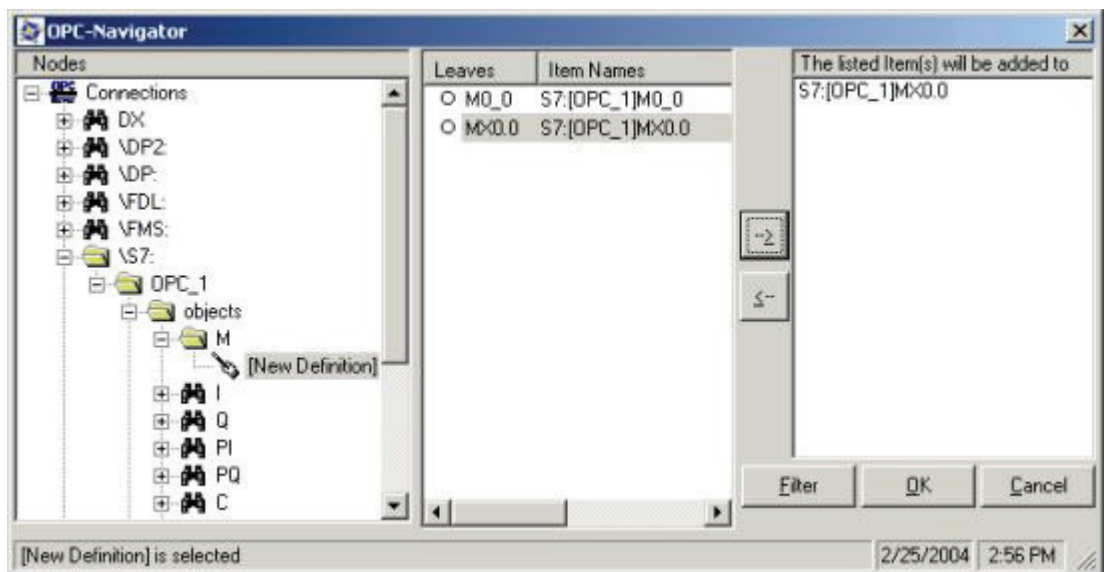 OPC-Navigator
Nodes
OPC Connections
DX
\DP2:
\DP:
\FDL:
\FMS:
\S7:
OPC_1
objects
M
[New Definition]
I
Q
PI
PQ
C
Leaves Item Names
M0_0 S7:[OPC_1]M0_0
MX0.0 S7:[OPC_1]MX0.0
-->
<--
The listed Item(s) will be added to
S7:[OPC_1]MX0.0
Filter OK Cancel
[New Definition] is selected 2/25/2004 2:56 PM